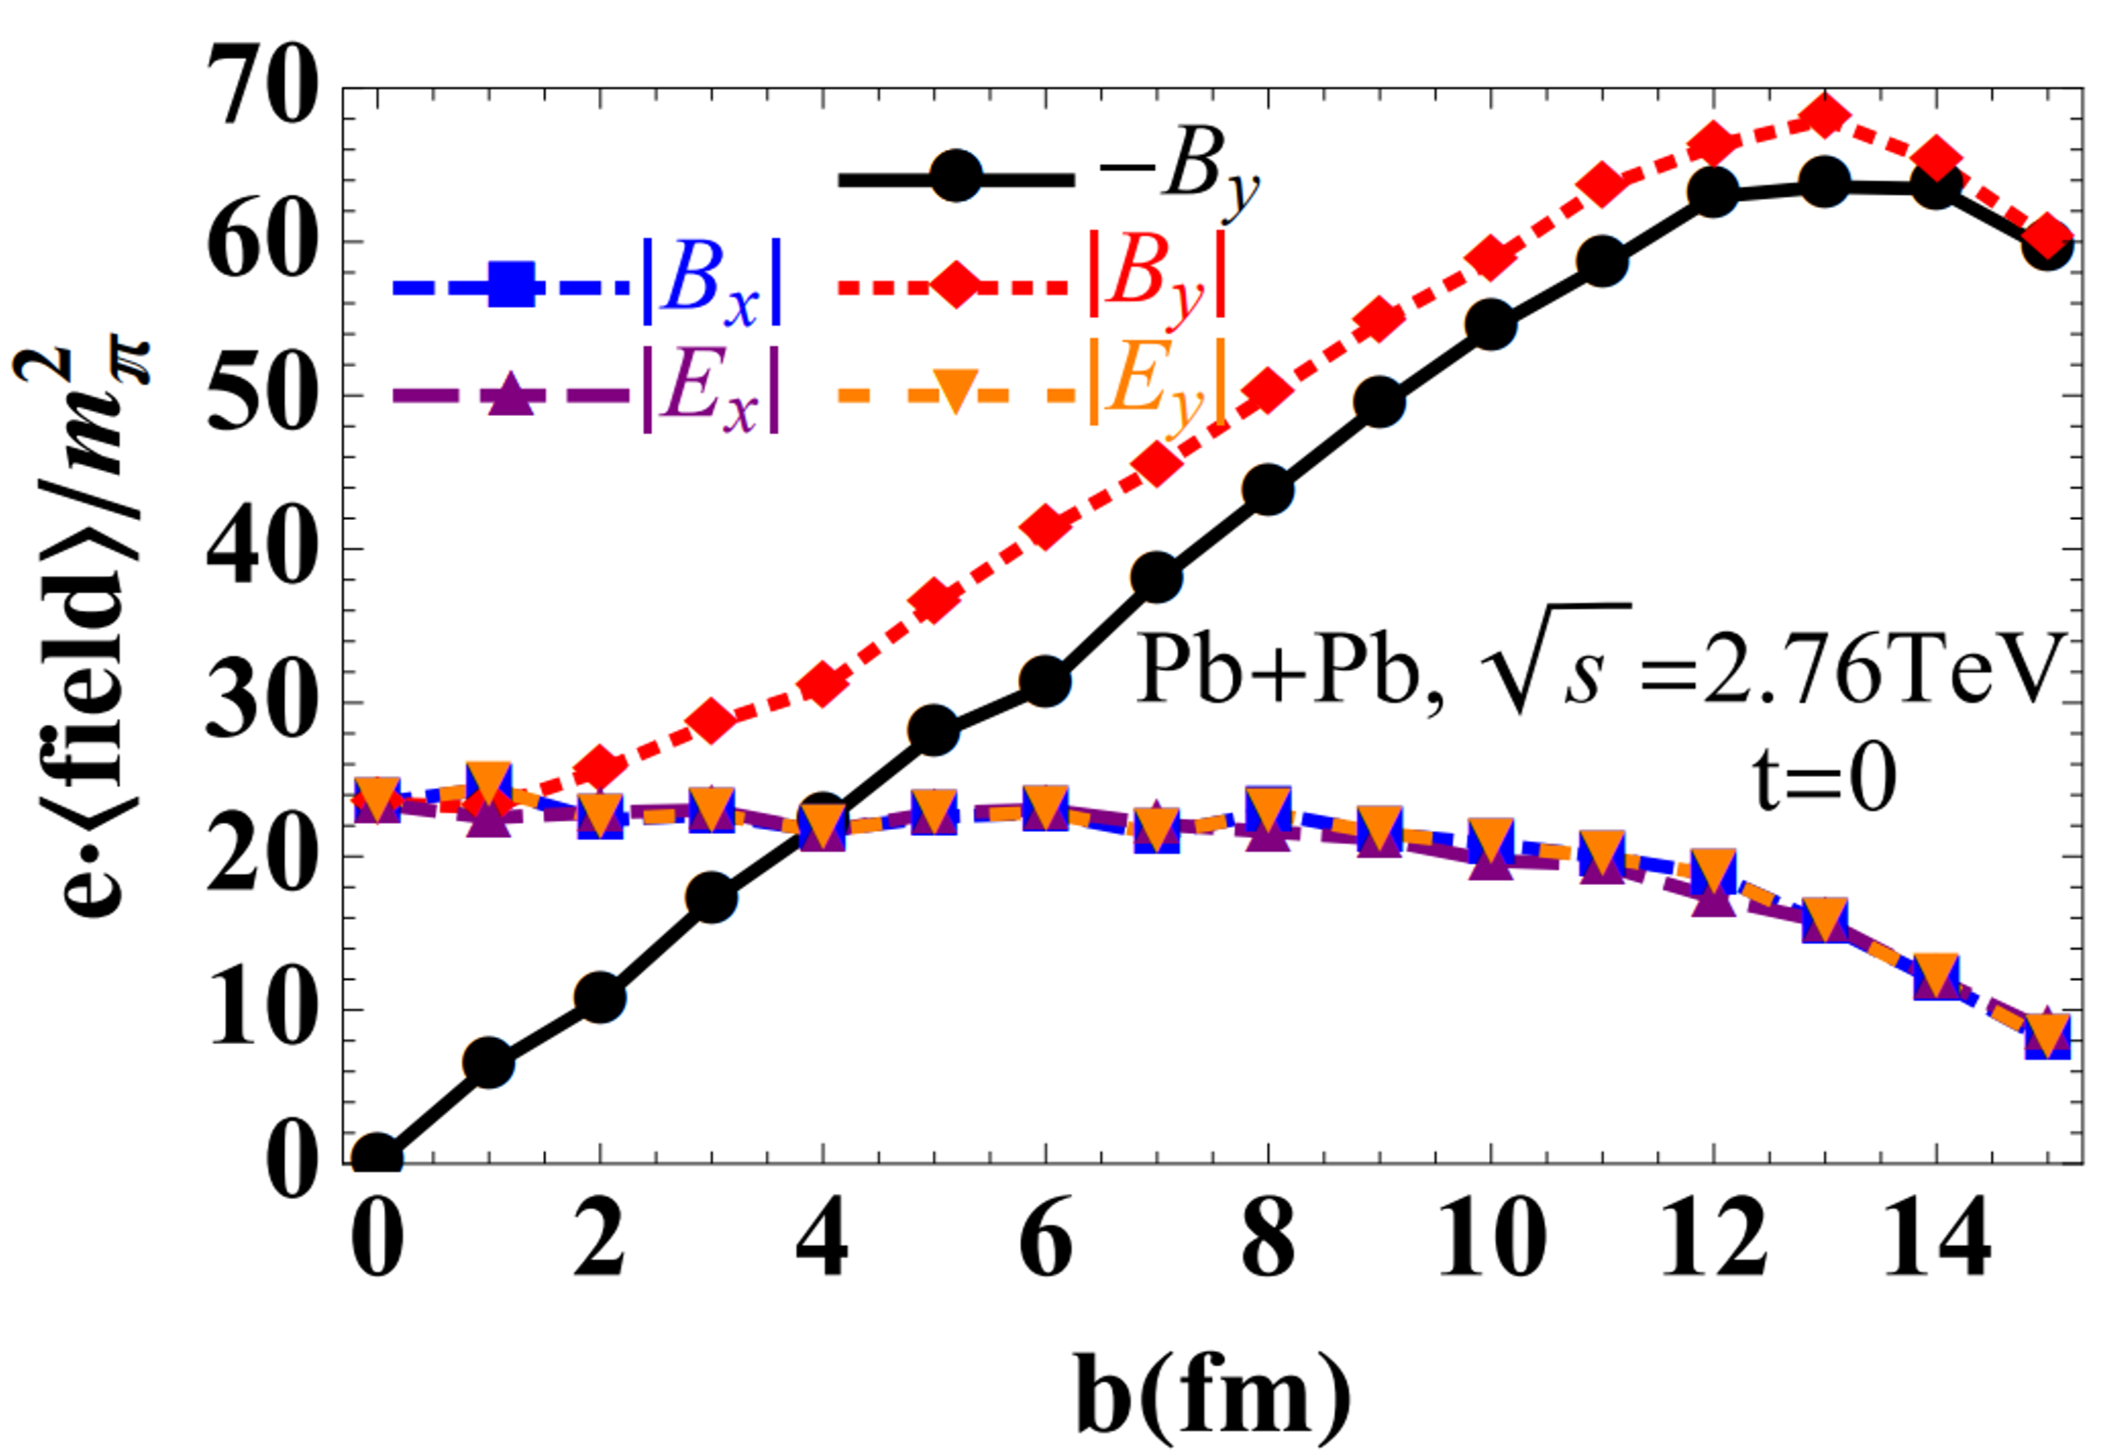 e·⟨field⟩/m_π^2
70
60
50
40
30
20
10
0
−B_y
|B_x| |B_y|
|E_x| |E_y|
Pb+Pb, √s =2.76TeV
t=0
0 2 4 6 8 10 12 14
b(fm)